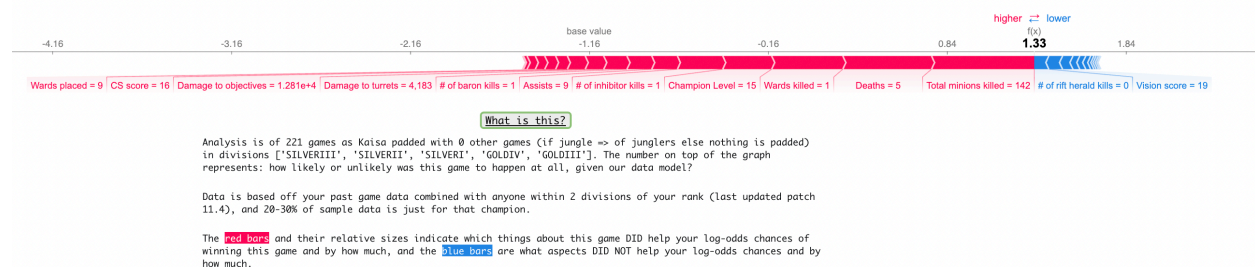 higher ⇄ lower
base value
f(x)
-4.16 -3.16 -2.16 -1.16 -0.16 0.84 1.33 1.84
Wards placed = 9 CS score = 16 Damage to objectives = 1.281e+4 Damage to turrets = 4,183 # of baron kills = 1 Assists = 9 # of inhibitor kills = 1 Champion Level = 15 Wards killed = 1 Deaths = 5 Total minions killed = 142 # of rift herald kills = 0 Vision score = 19
What is this?
Analysis is of 221 games as Kaisa padded with 0 other games (if jungle => of junglers else nothing is padded)
in divisions ['SILVERIII', 'SILVERII', 'SILVERI', 'GOLDIV', 'GOLDIII']. The number on top of the graph
represents: how likely or unlikely was this game to happen at all, given our data model?
Data is based off your past game data combined with anyone within 2 divisions of your rank (last updated patch
11.4), and 20-30% of sample data is just for that champion.
The red bars and their relative sizes indicate which things about this game DID help your log-odds chances of
winning this game and by how much, and the blue bars are what aspects DID NOT help your log-odds chances and by
how much.